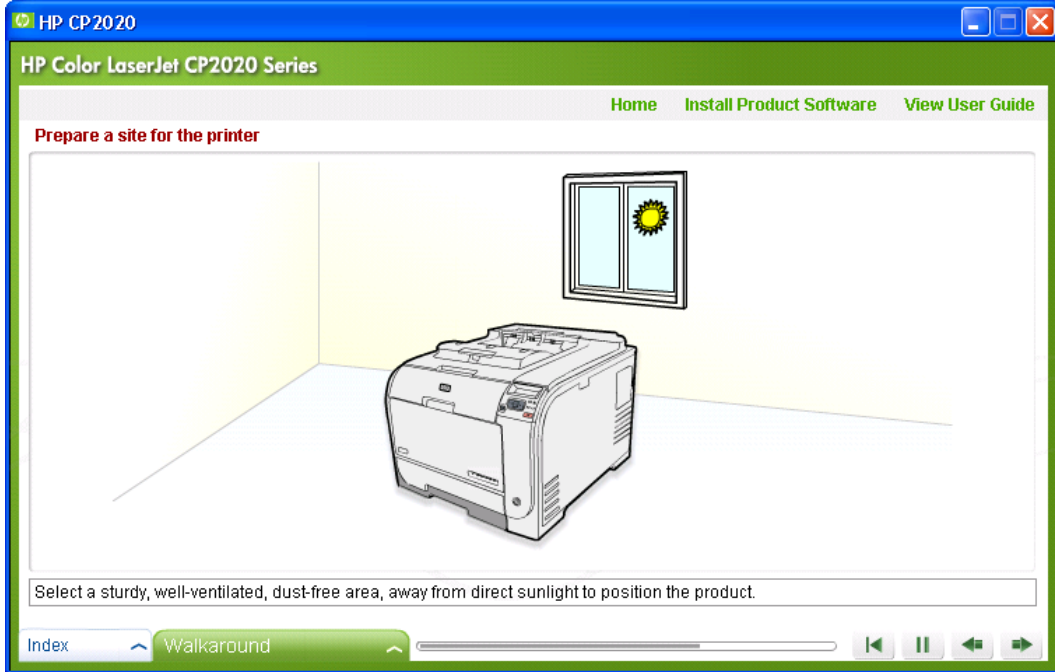 HP CP2020
HP Color LaserJet CP2020 Series
Home Install Product Software View User Guide
Prepare a site for the printer
Select a sturdy, well-ventilated, dust-free area, away from direct sunlight to position the product.
Index Walkaround